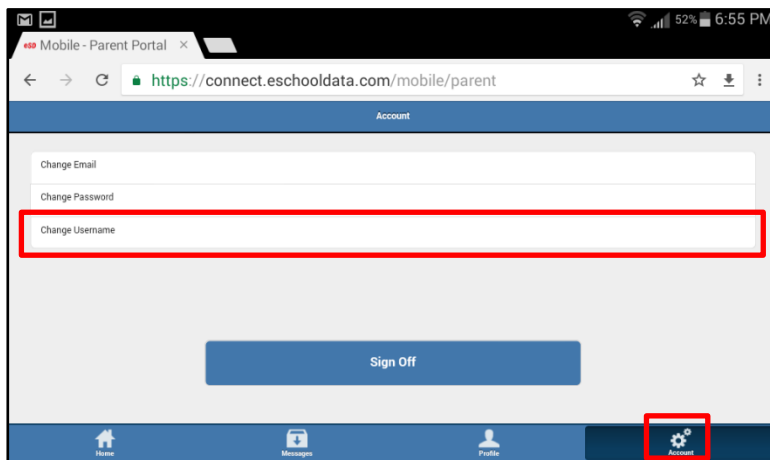 52% 6:55 PM
eSD Mobile - Parent Portal ×
https://connect.eschooldata.com/mobile/parent
Account
Change Email
Change Password
Change Username
Sign Off
Home Messages Profile Account